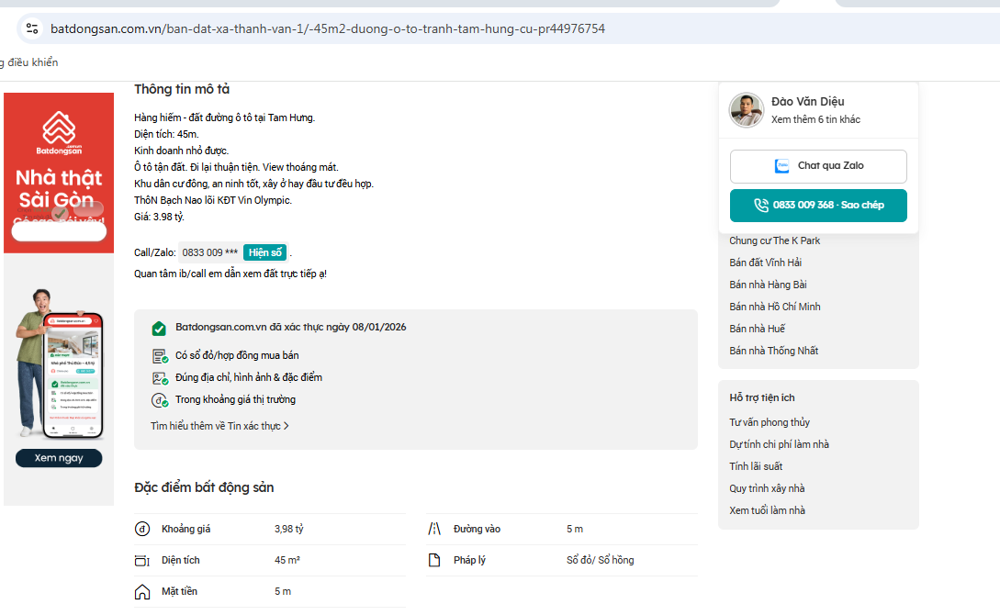 batdongsan.com.vn/ban-dat-xa-thanh-van-1/-45m2-duong-o-to-tranh-tam-hung-cu-pr44976754
g điều khiển
Batdongsan
.com.vn
Nhà thật
Sài Gòn
Xem ngay
Thông tin mô tả
Hàng hiếm - đất đường ô tô tại Tam Hưng.
Diện tích: 45m.
Kinh doanh nhỏ được.
Ô tô tận đất. Đi lại thuận tiện. View thoáng mát.
Khu dân cư đông, an ninh tốt, xây ở hay đầu tư đều hợp.
ThôN Bạch Nao lõi KĐT Vin Olympic.
Giá: 3.98 tỷ.
Call/Zalo: 0833 009 *** Hiện số .
Quan tâm ib/call em dẫn xem đất trực tiếp ạ!
Batdongsan.com.vn đã xác thực ngày 08/01/2026
Có sổ đỏ/hợp đồng mua bán
Đúng địa chỉ, hình ảnh & đặc điểm
Trong khoảng giá thị trường
Tìm hiểu thêm về Tin xác thực
Đặc điểm bất động sản
Khoảng giá 3,98 tỷ
Diện tích 45 m²
Mặt tiền 5 m
Đường vào 5 m
Pháp lý Sổ đỏ/ Sổ hồng
Đào Văn Diệu
Xem thêm 6 tin khác
Zalo Chat qua Zalo
0833 009 368 · Sao chép
Chung cư The K Park
Bán đất Vĩnh Hải
Bán nhà Hàng Bài
Bán nhà Hồ Chí Minh
Bán nhà Huế
Bán nhà Thống Nhất
Hỗ trợ tiện ích
Tư vấn phong thủy
Dự tính chi phí làm nhà
Tính lãi suất
Quy trình xây nhà
Xem tuổi làm nhà